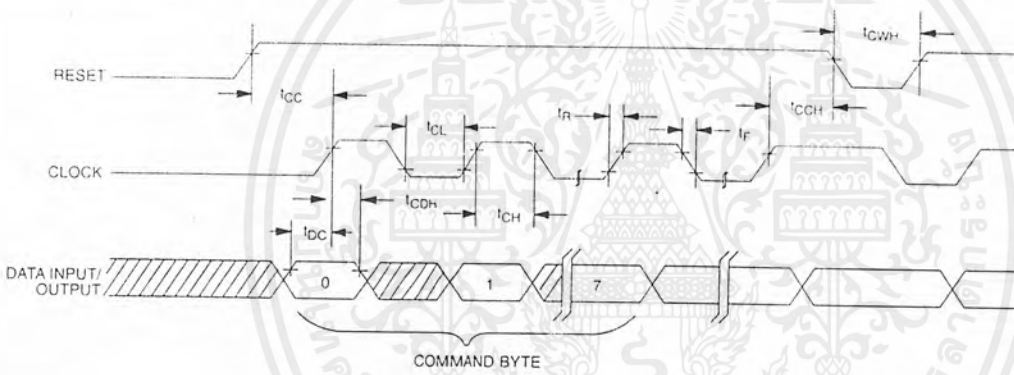 RESET
tCC
tCWH
tCCH
CLOCK
tCL
tR
tF
tCDH
tCH
tDC
DATA INPUT/
OUTPUT
0
1
7
COMMAND BYTE